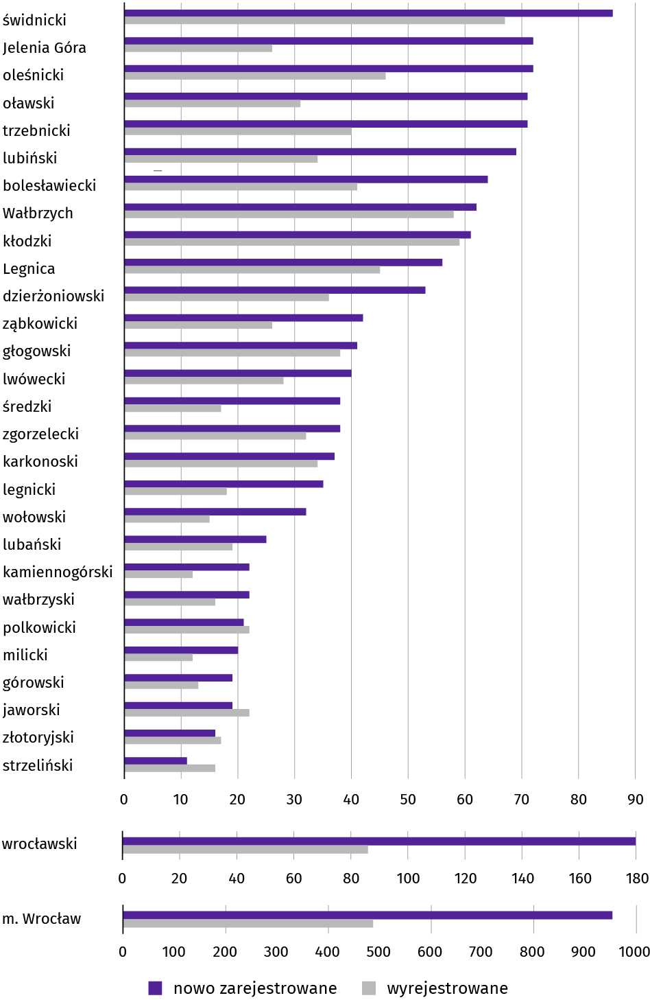 świdnicki
Jelenia Góra
oleśnicki
oławski
trzebnicki
lubiński
bolesławiecki
Wałbrzych
kłodzki
Legnica
dzierżoniowski
ząbkowicki
głogowski
lwówecki
średzki
zgorzelecki
karkonoski
legnicki
wołowski
lubański
kamiennogórski
wałbrzyski
polkowicki
milicki
górowski
jaworski
złotoryjski
strzeliński
0 10 20 30 40 50 60 70 80 90
wrocławski
0 20 40 60 80 100 120 140 160 180
m. Wrocław
0 100 200 300 400 500 600 700 800 900 1000
nowo zarejestrowane wyrejestrowane